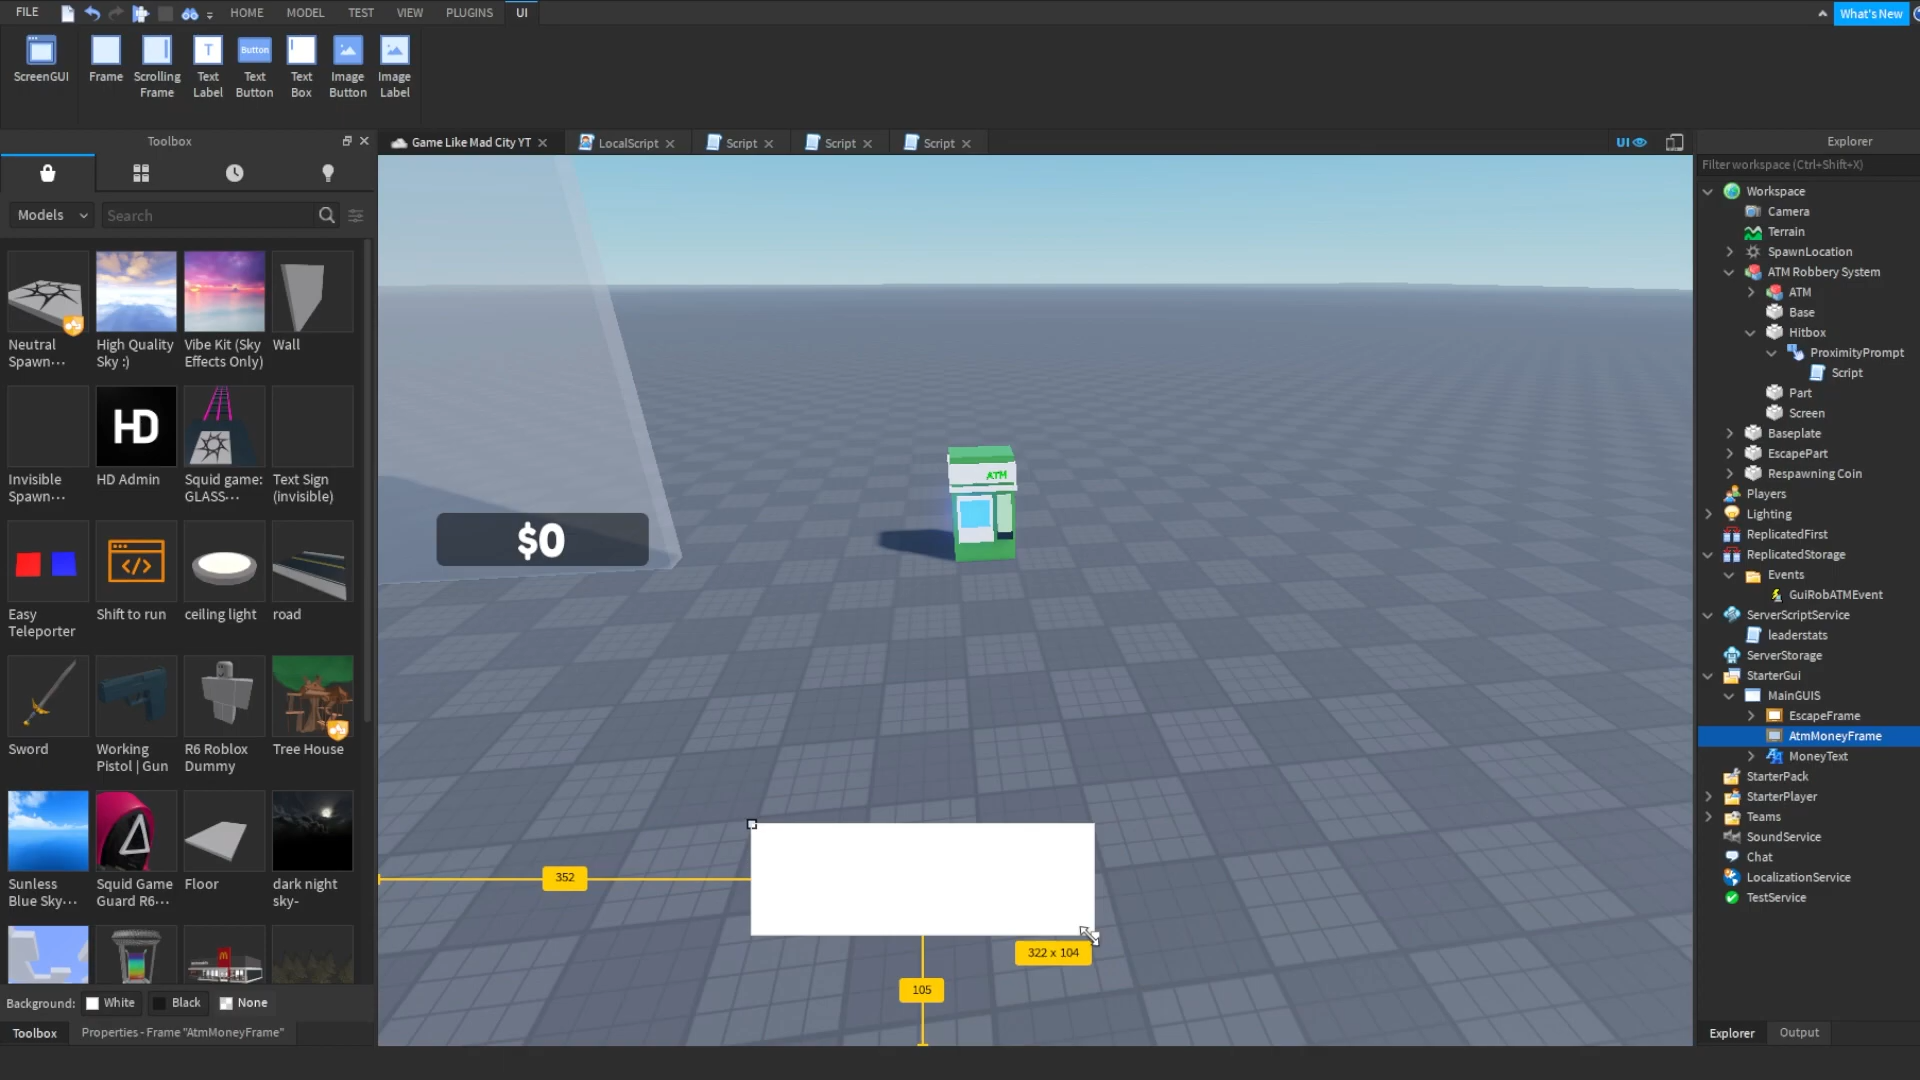 FILE
HOME
MODEL
TEST
VIEW
PLUGINS
UI
What's New
ScreenGUI
Frame
Scrolling
Frame
T
Text
Label
Button
Text
Button
Text
Box
Image
Button
Image
Label
Toolbox
Game Like Mad City YT
LocalScript
Script
Script
Script
UI
Explorer
Models
Search
Filter workspace (Ctrl+Shift+X)
Neutral
Spawn···
High Quality
Sky :)
Vibe Kit (Sky
Effects Only)
Wall
Invisible
Spawn···
HD
HD Admin
Squid game:
GLASS···
Text Sign
(invisible)
Easy
Teleporter
Shift to run
ceiling light
road
Sword
Working
Pistol | Gun
R6 Roblox
Dummy
Tree House
Sunless
Blue Sky···
Squid Game
Guard R6···
Floor
dark night
sky-
Background:
White
Black
None
Toolbox
Properties - Frame "AtmMoneyFrame"
$0
ATM
352
322 x 104
105
Workspace
Camera
Terrain
SpawnLocation
ATM Robbery System
ATM
Base
Hitbox
ProximityPrompt
Script
Part
Screen
Baseplate
EscapePart
Respawning Coin
Players
Lighting
ReplicatedFirst
ReplicatedStorage
Events
GuiRobATMEvent
ServerScriptService
leaderstats
ServerStorage
StarterGui
MainGUIS
EscapeFrame
AtmMoneyFrame
MoneyText
StarterPack
StarterPlayer
Teams
SoundService
Chat
LocalizationService
TestService
Explorer
Output